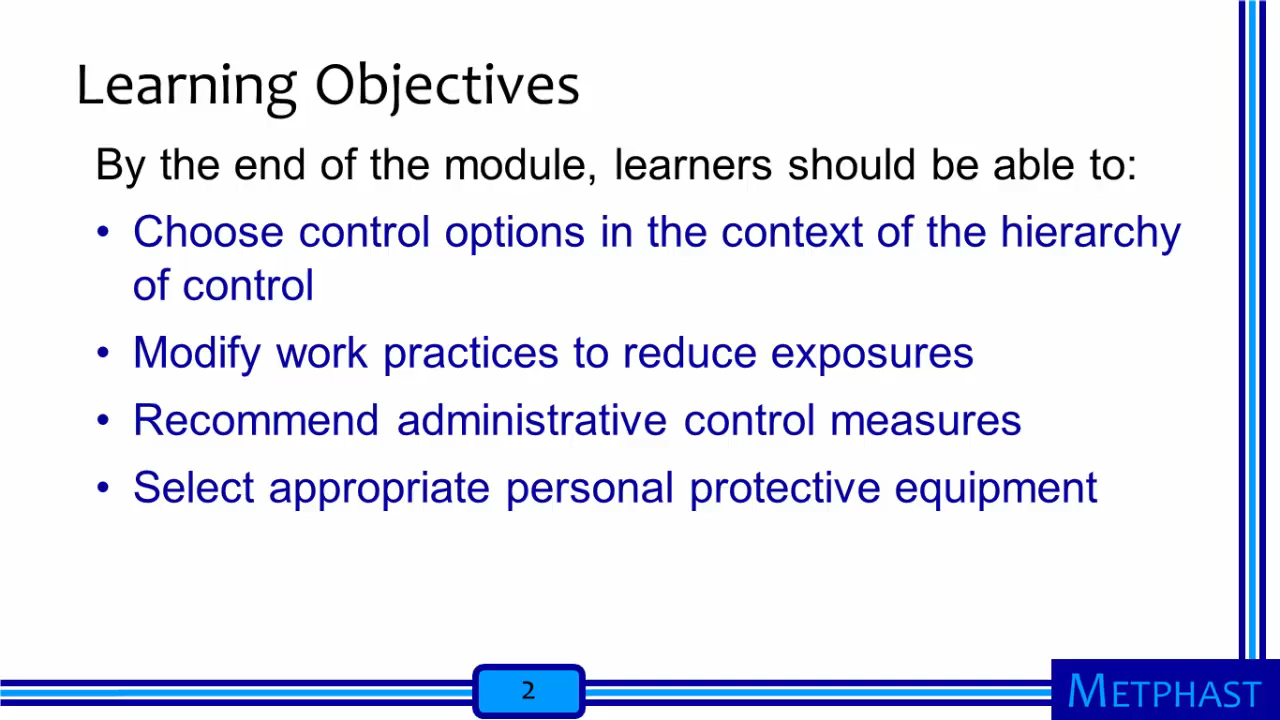 Learning Objectives
By the end of the module, learners should be able to:
• Choose control options in the context of the hierarchy
of control
• Modify work practices to reduce exposures
• Recommend administrative control measures
• Select appropriate personal protective equipment
2
METPHAST